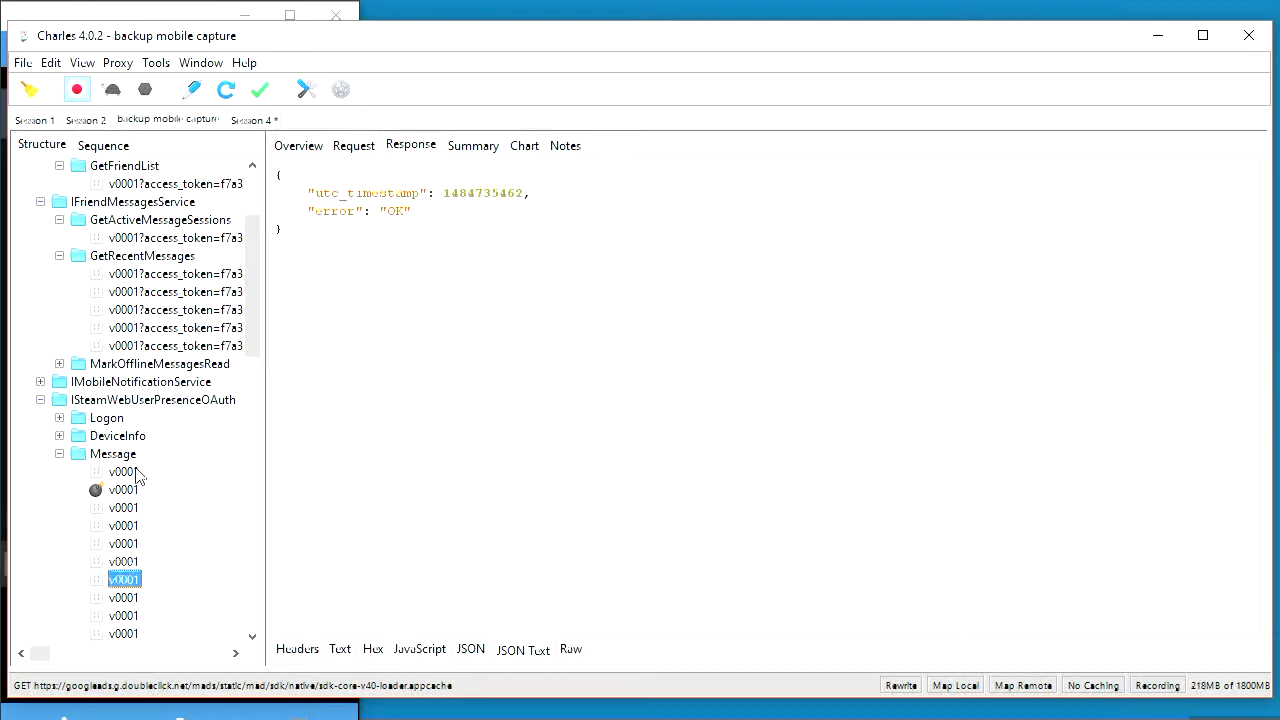 Charles 4.0.2 - backup mobile capture
File Edit View Proxy Tools Window Help
Session 1 Session 2 backup mobile capture Session 4 *
Structure Sequence
GetFriendList
v0001?access_token=f7a3
IFriendMessagesService
GetActiveMessageSessions
v0001?access_token=f7a3
GetRecentMessages
v0001?access_token=f7a3
v0001?access_token=f7a3
v0001?access_token=f7a3
v0001?access_token=f7a3
v0001?access_token=f7a3
MarkOfflineMessagesRead
IMobileNotificationService
ISteamWebUserPresenceOAuth
Logon
DeviceInfo
Message
v0001
v0001
v0001
v0001
v0001
v0001
v0001
v0001
v0001
v0001
Overview Request Response Summary Chart Notes
{
"utc_timestamp": 1484735462,
"error": "OK"
}
Headers Text Hex JavaScript JSON JSON Text Raw
GET https://googleads.g.doubleclick.net/mads/static/mad/sdk/native/sdk-core-v40-loader.appcache
Rewrite Map Local Map Remote No Caching Recording 218MB of 1800MB